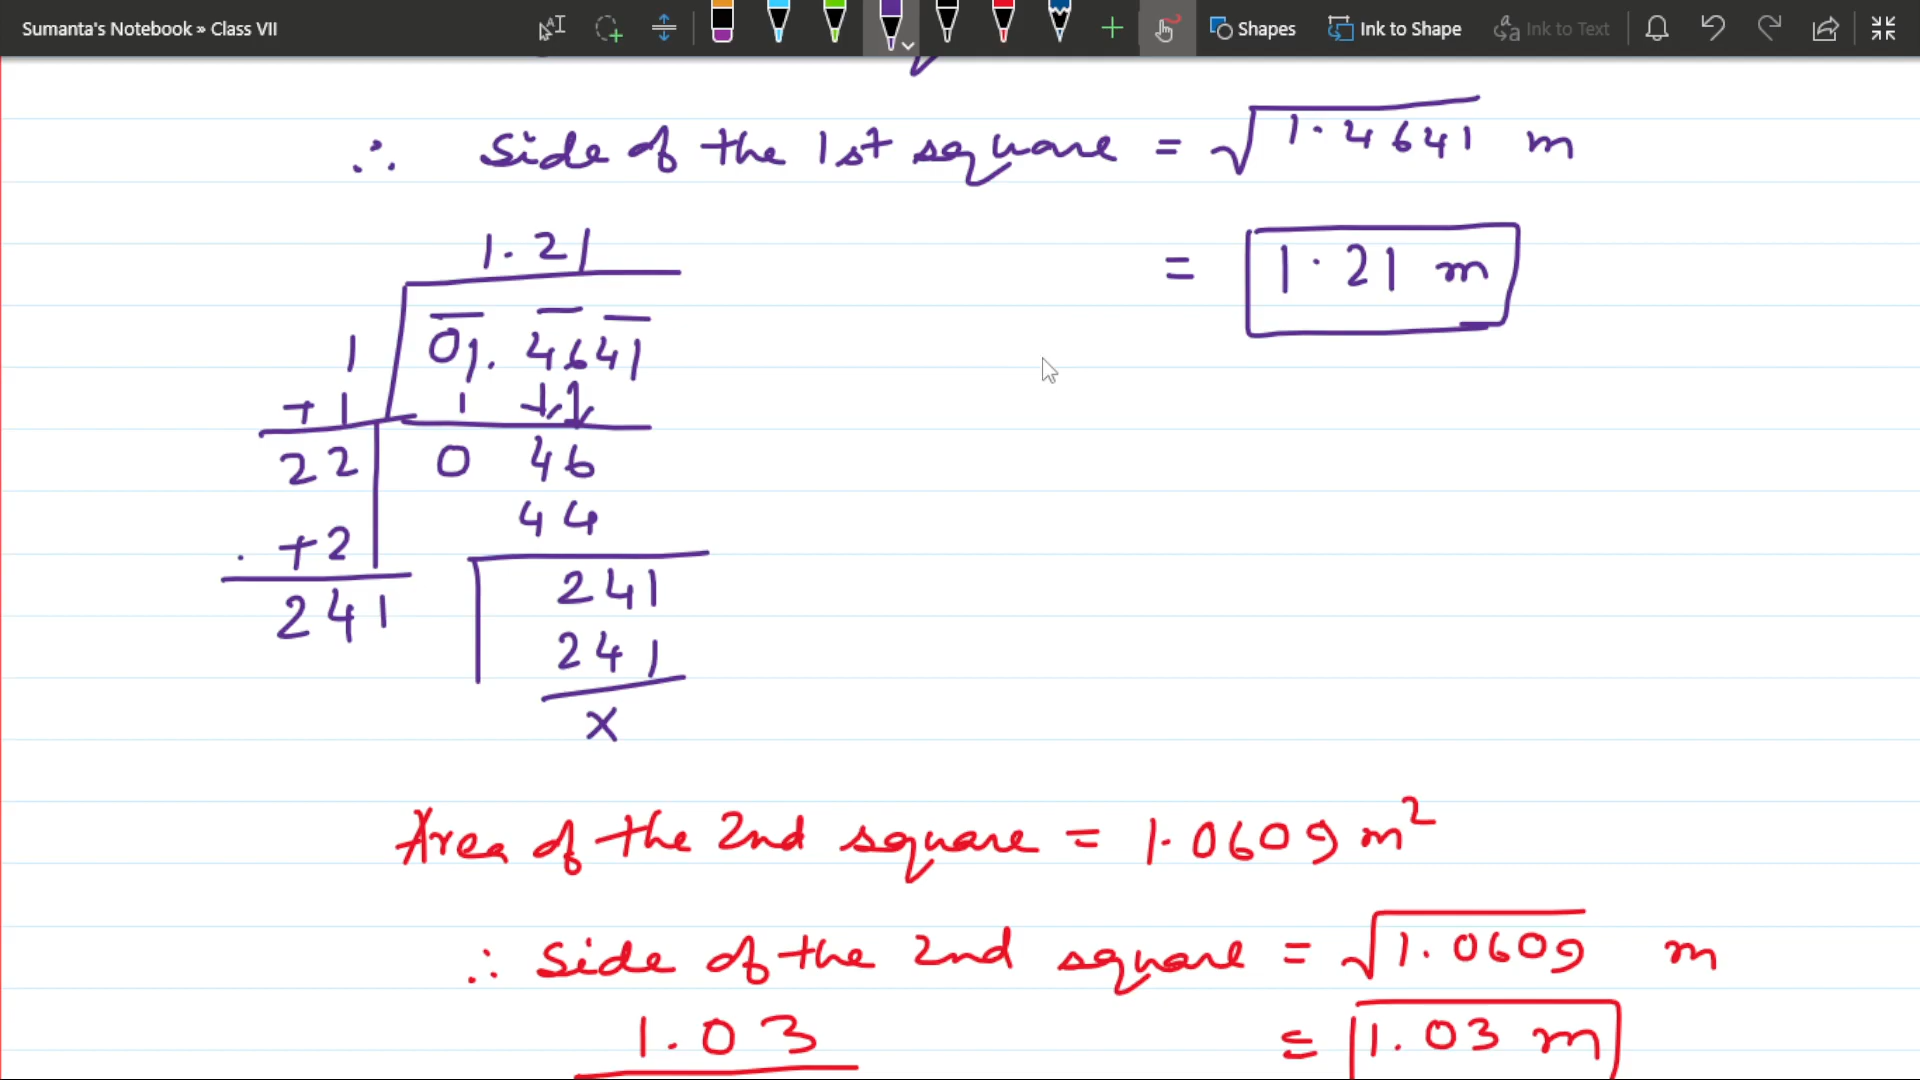 Sumanta's Notebook » Class VII
Shapes
Ink to Shape
Ink to Text
∴ Side of the 1st square = √1.4641 m
= 1.21 m
1.21
1 01.4641
+1 1
22 0 46
44
+2
241 241
241
x
Area of the 2nd square = 1.0609 m²
∴ Side of the 2nd square = √1.0609 m
= 1.03 m
1.03